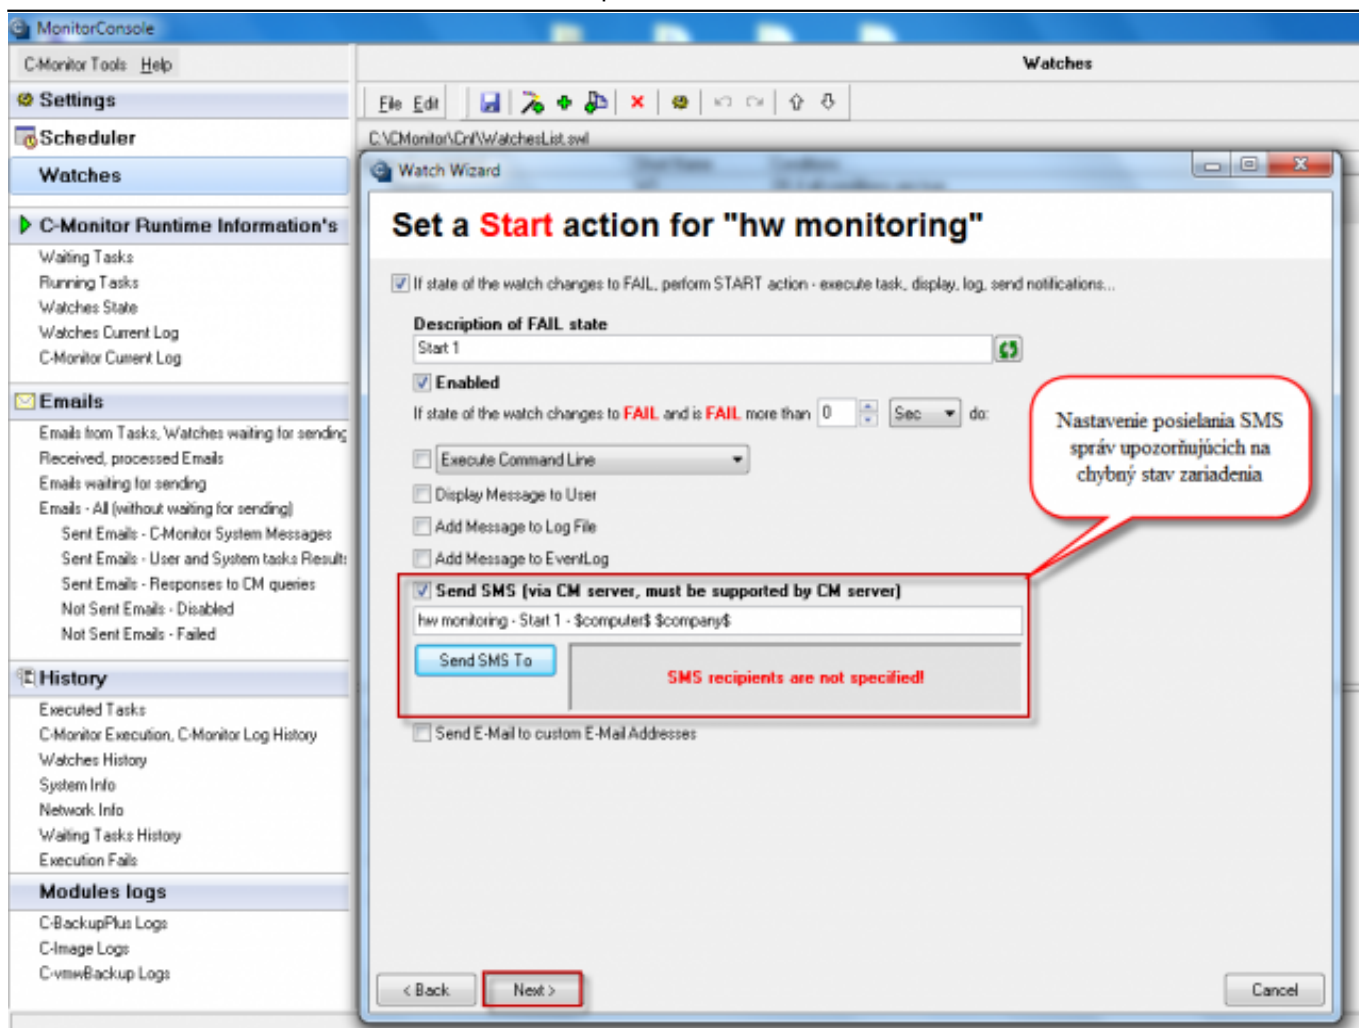 MonitorConsole
C-Monitor Tools Help
Watches
Settings
File Edit
Scheduler
C:\CMonitor\Cnf\WatchesList.swl
Watches
Watch Wizard
Set a Start action for "hw monitoring"
C-Monitor Runtime Information's
Waiting Tasks
Running Tasks
Watches State
Watches Current Log
C-Monitor Current Log
If state of the watch changes to FAIL, perform START action - execute task, display, log, send notifications...
Description of FAIL state
Start 1
Enabled
If state of the watch changes to FAIL and is FAIL more than 0 Sec do:
Execute Command Line
Display Message to User
Add Message to Log File
Add Message to EventLog
Send SMS (via CM server, must be supported by CM server)
hw monitoring - Start 1 - $computer$ $company$
Send SMS To
SMS recipients are not specified!
Send E-Mail to custom E-Mail Addresses
Nastavenie posielania SMS
správ upozorňujúcich na
chybný stav zariadenia
Emails
Emails from Tasks, Watches waiting for sending
Received, processed Emails
Emails waiting for sending
Emails - All (without waiting for sending)
Sent Emails - C-Monitor System Messages
Sent Emails - User and System tasks Results
Sent Emails - Responses to CM queries
Not Sent Emails - Disabled
Not Sent Emails - Failed
History
Executed Tasks
C-Monitor Execution, C-Monitor Log History
Watches History
System Info
Network Info
Waiting Tasks History
Execution Fails
Modules logs
C-BackupPlus Logs
C-Image Logs
C-vmwBackup Logs
< Back
Next >
Cancel